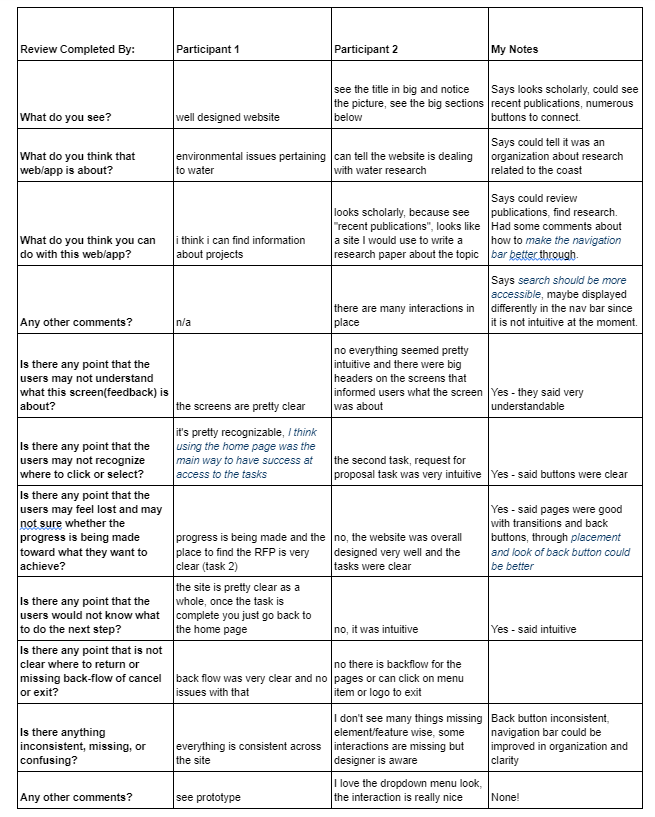 Review Completed By:
Participant 1
Participant 2
My Notes
What do you see?
well designed website
see the title in big and notice
the picture, see the big sections
below
Says looks scholarly, could see
recent publications, numerous
buttons to connect.
What do you think that
web/app is about?
environmental issues pertaining
to water
can tell the website is dealing
with water research
Says could tell it was an
organization about research
related to the coast
What do you think you can
do with this web/app?
i think i can find information
about projects
looks scholarly, because see
"recent publications", looks like
a site I would use to write a
research paper about the topic
Says could review
publications, find research.
Had some comments about
how to make the navigation
bar better through.
Any other comments?
n/a
there are many interactions in
place
Says search should be more
accessible, maybe displayed
differently in the nav bar since
it is not intuitive at the moment.
Is there any point that the
users may not understand
what this screen(feedback) is
about?
the screens are pretty clear
no everything seemed pretty
intuitive and there were big
headers on the screens that
informed users what the screen
was about
Yes - they said very
understandable
Is there any point that the
users may not recognize
where to click or select?
it's pretty recognizable, I think
using the home page was the
main way to have success at
access to the tasks
the second task, request for
proposal task was very intuitive
Yes - said buttons were clear
Is there any point that the
users may feel lost and may
not sure whether the
progress is being made
toward what they want to
achieve?
progress is being made and the
place to find the RFP is very
clear (task 2)
no, the website was overall
designed very well and the
tasks were clear
Yes - said pages were good
with transitions and back
buttons, through placement
and look of back button could
be better
Is there any point that the
users would not know what
to do the next step?
the site is pretty clear as a
whole, once the task is
complete you just go back to
the home page
no, it was intuitive
Yes - said intuitive
Is there any point that is not
clear where to return or
missing back-flow of cancel
or exit?
back flow was very clear and no
issues with that
no there is backflow for the
pages or can click on menu
item or logo to exit
Is there anything
inconsistent, missing, or
confusing?
everything is consistent across
the site
I don't see many things missing
element/feature wise, some
interactions are missing but
designer is aware
Back button inconsistent,
navigation bar could be
improved in organization and
clarity
Any other comments?
see prototype
I love the dropdown menu look,
the interaction is really nice
None!